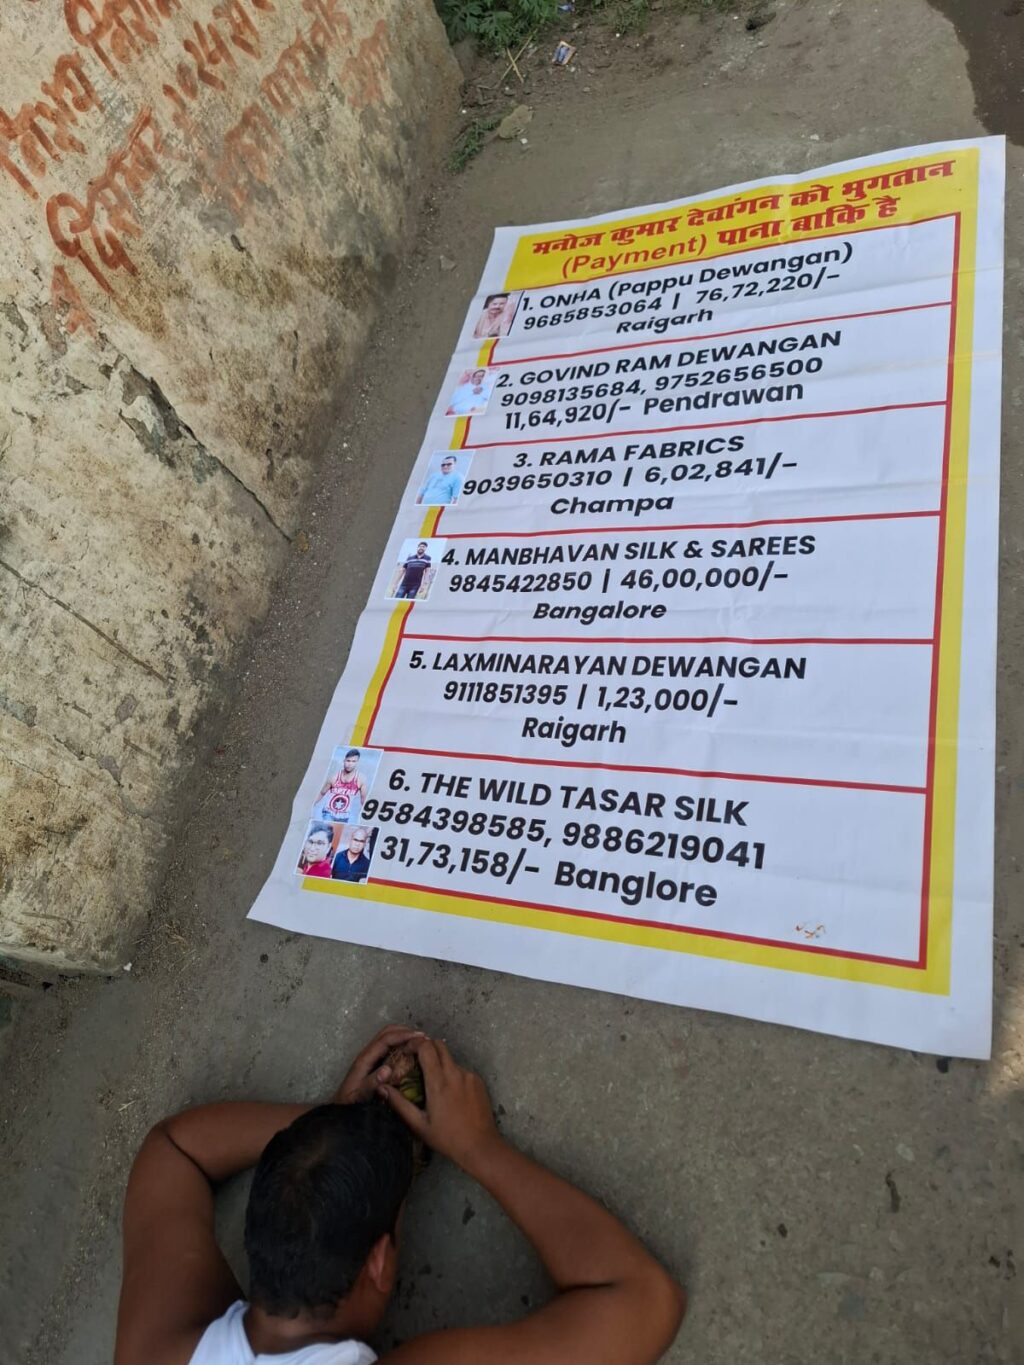 मनोज कुमार देवांगन को भुगतान
(Payment) पाना बाकि है
1. ONHA (Pappu Dewangan)
9685853064 | 76,72,220/-
Raigarh
2. GOVIND RAM DEWANGAN
9098135684, 9752656500
11,64,920/- Pendrawan
3. RAMA FABRICS
9039650310 | 6,02,841/-
Champa
4. MANBHAVAN SILK & SAREES
9845422850 | 46,00,000/-
Bangalore
5. LAXMINARAYAN DEWANGAN
9111851395 | 1,23,000/-
Raigarh
6. THE WILD TASAR SILK
9584398585, 9886219041
31,73,158/- Banglore